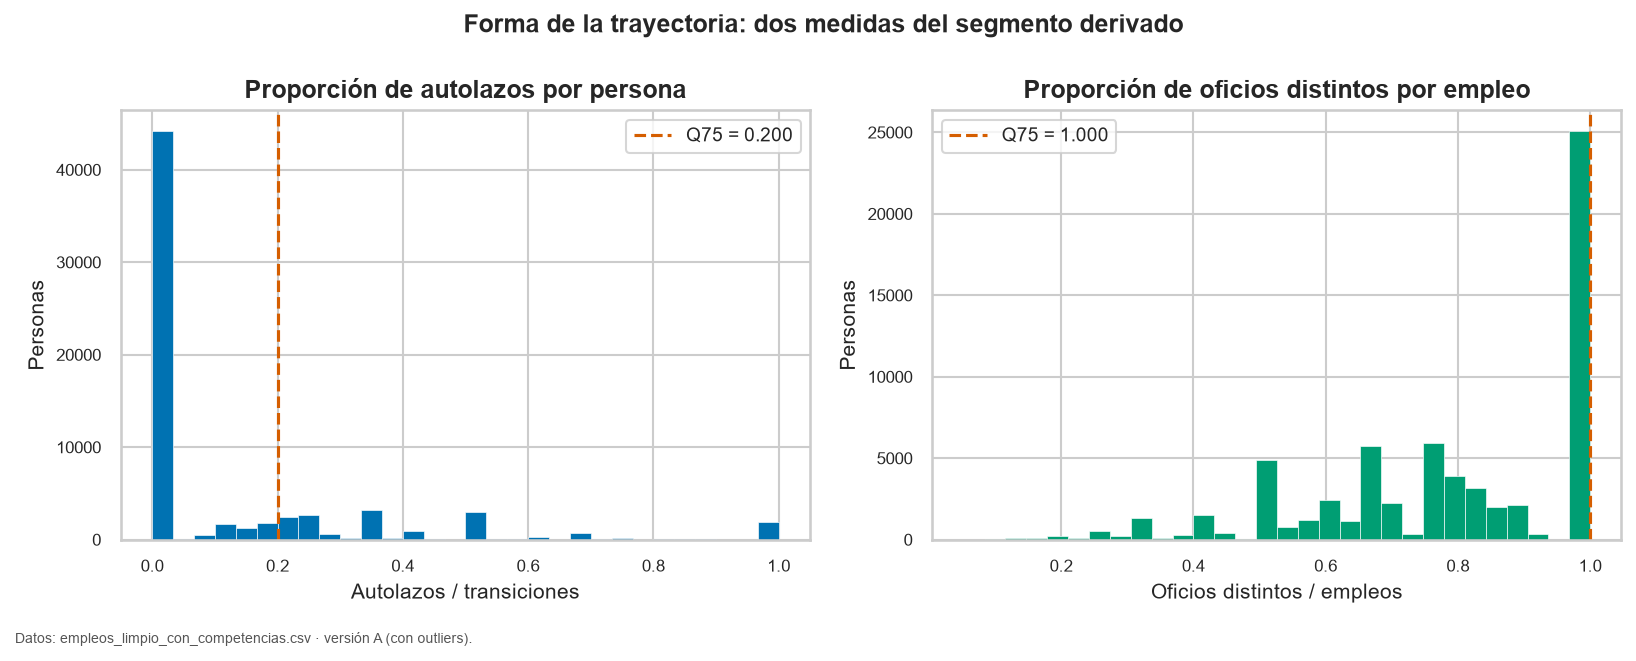 Forma de la trayectoria: dos medidas del segmento derivado
Proporción de autolazos por persona
Q75 = 0.200
Personas
40000
30000
20000
10000
0
0.0 0.2 0.4 0.6 0.8 1.0
Autolazos / transiciones
Proporción de oficios distintos por empleo
Q75 = 1.000
Personas
25000
20000
15000
10000
5000
0
0.2 0.4 0.6 0.8 1.0
Oficios distintos / empleos
Datos: empleos_limpio_con_competencias.csv · versión A (con outliers).